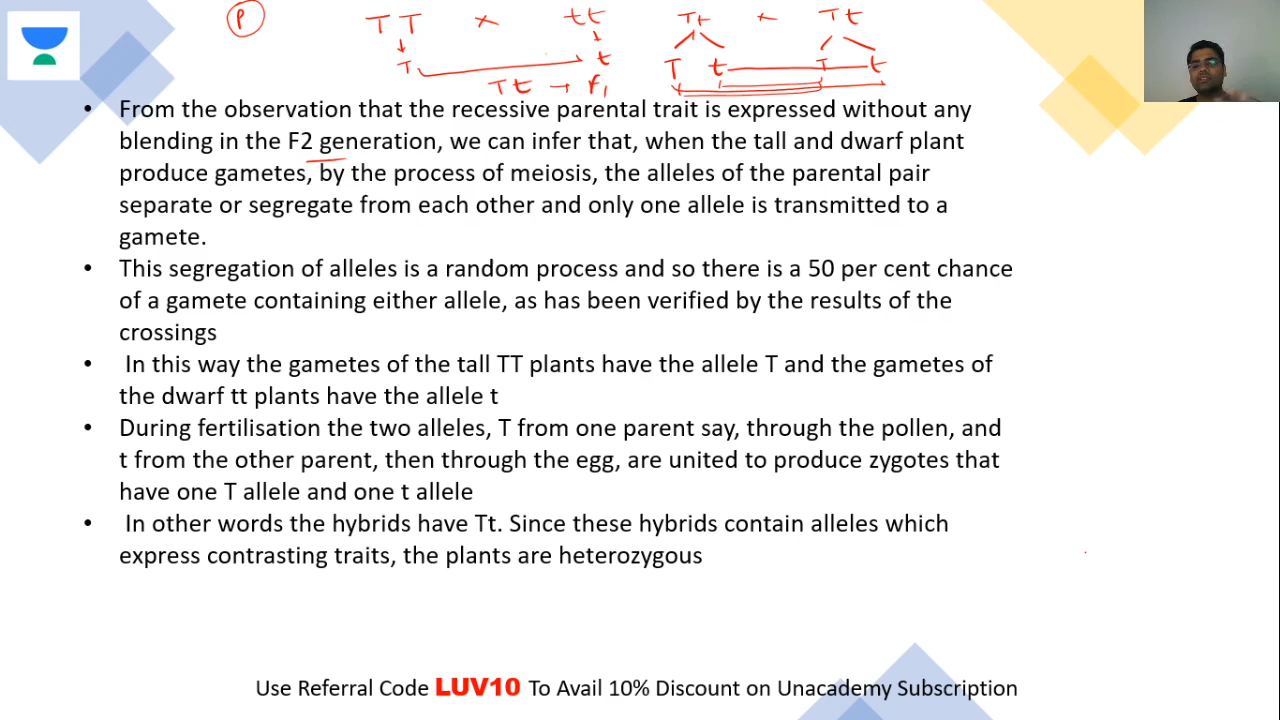 P TT × tt Tt × Tt
T t T t T t
Tt → F1
• From the observation that the recessive parental trait is expressed without any
blending in the F2 generation, we can infer that, when the tall and dwarf plant
produce gametes, by the process of meiosis, the alleles of the parental pair
separate or segregate from each other and only one allele is transmitted to a
gamete.
• This segregation of alleles is a random process and so there is a 50 per cent chance
of a gamete containing either allele, as has been verified by the results of the
crossings
• In this way the gametes of the tall TT plants have the allele T and the gametes of
the dwarf tt plants have the allele t
• During fertilisation the two alleles, T from one parent say, through the pollen, and
t from the other parent, then through the egg, are united to produce zygotes that
have one T allele and one t allele
• In other words the hybrids have Tt. Since these hybrids contain alleles which
express contrasting traits, the plants are heterozygous
Use Referral Code LUV10 To Avail 10% Discount on Unacademy Subscription